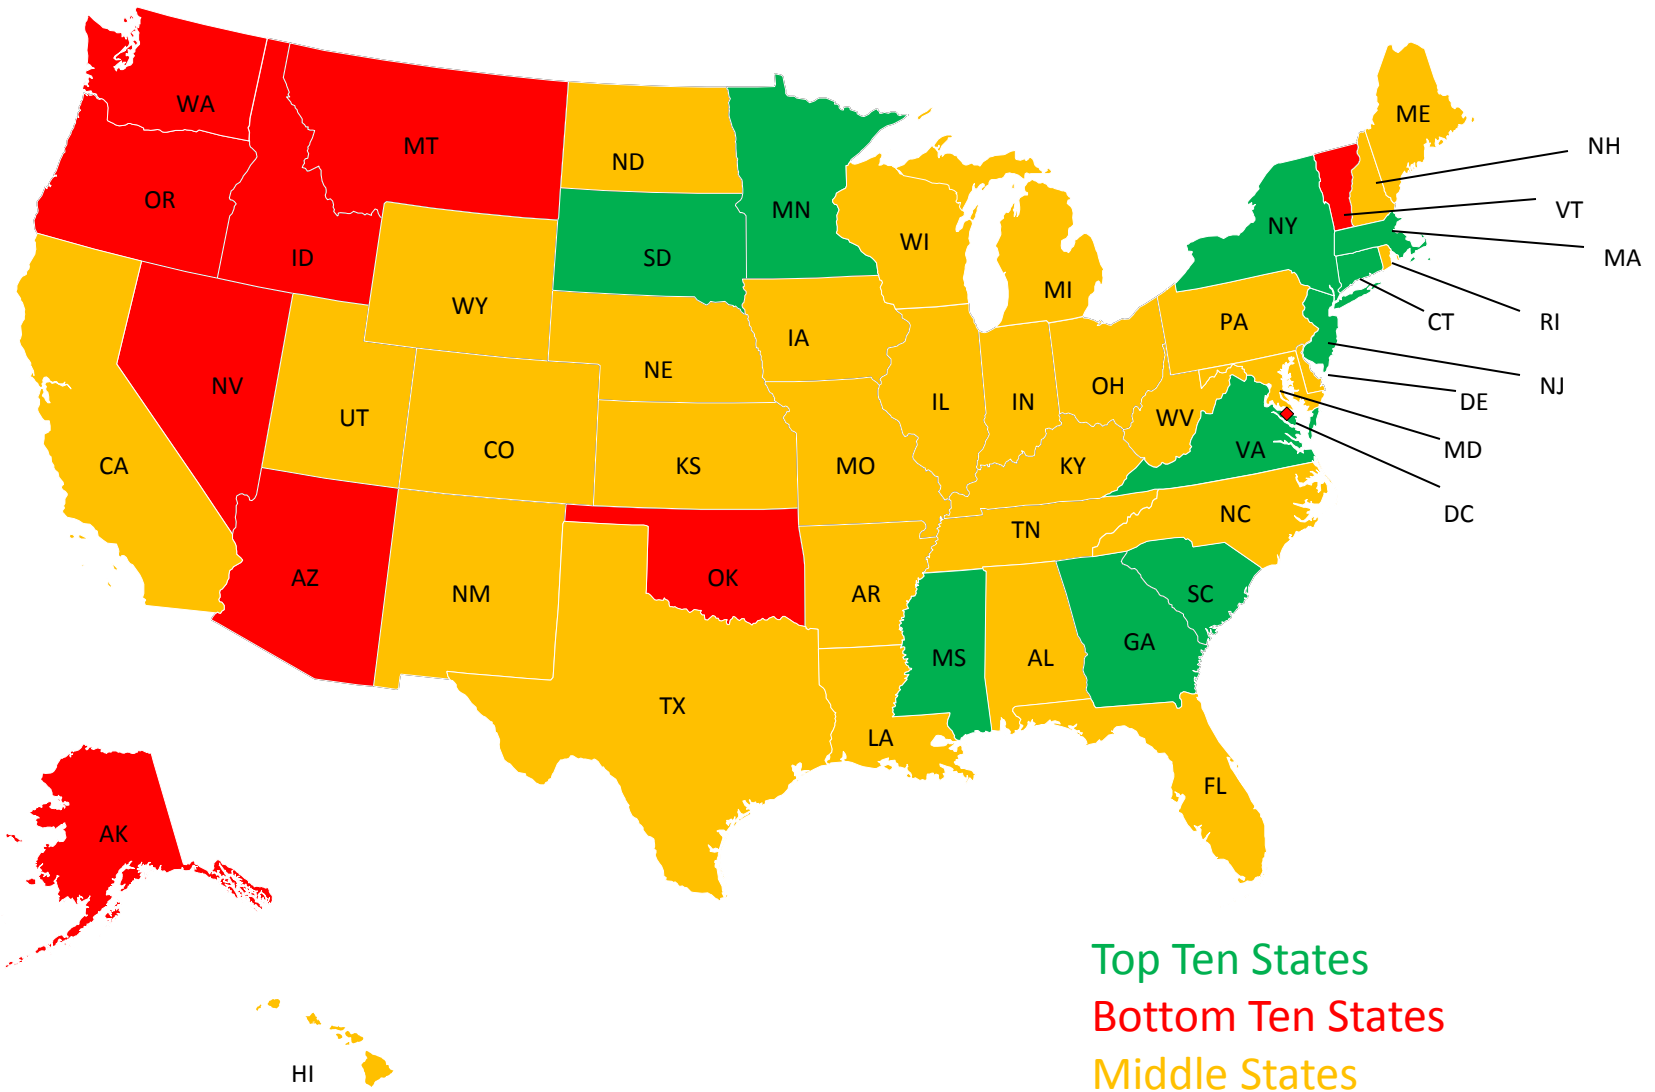 WA
MT
ND
MN
ME
NH
OR
ID
SD
WI
NY
VT
MA
WY
MI
PA
CT
RI
IA
NE
NV
UT
IL
IN
OH
WV
DE
NJ
CA
CO
KS
MO
KY
VA
MD
DC
AZ
NM
OK
AR
TN
NC
SC
MS
AL
GA
TX
LA
FL
AK
HI
Top Ten States
Bottom Ten States
Middle States